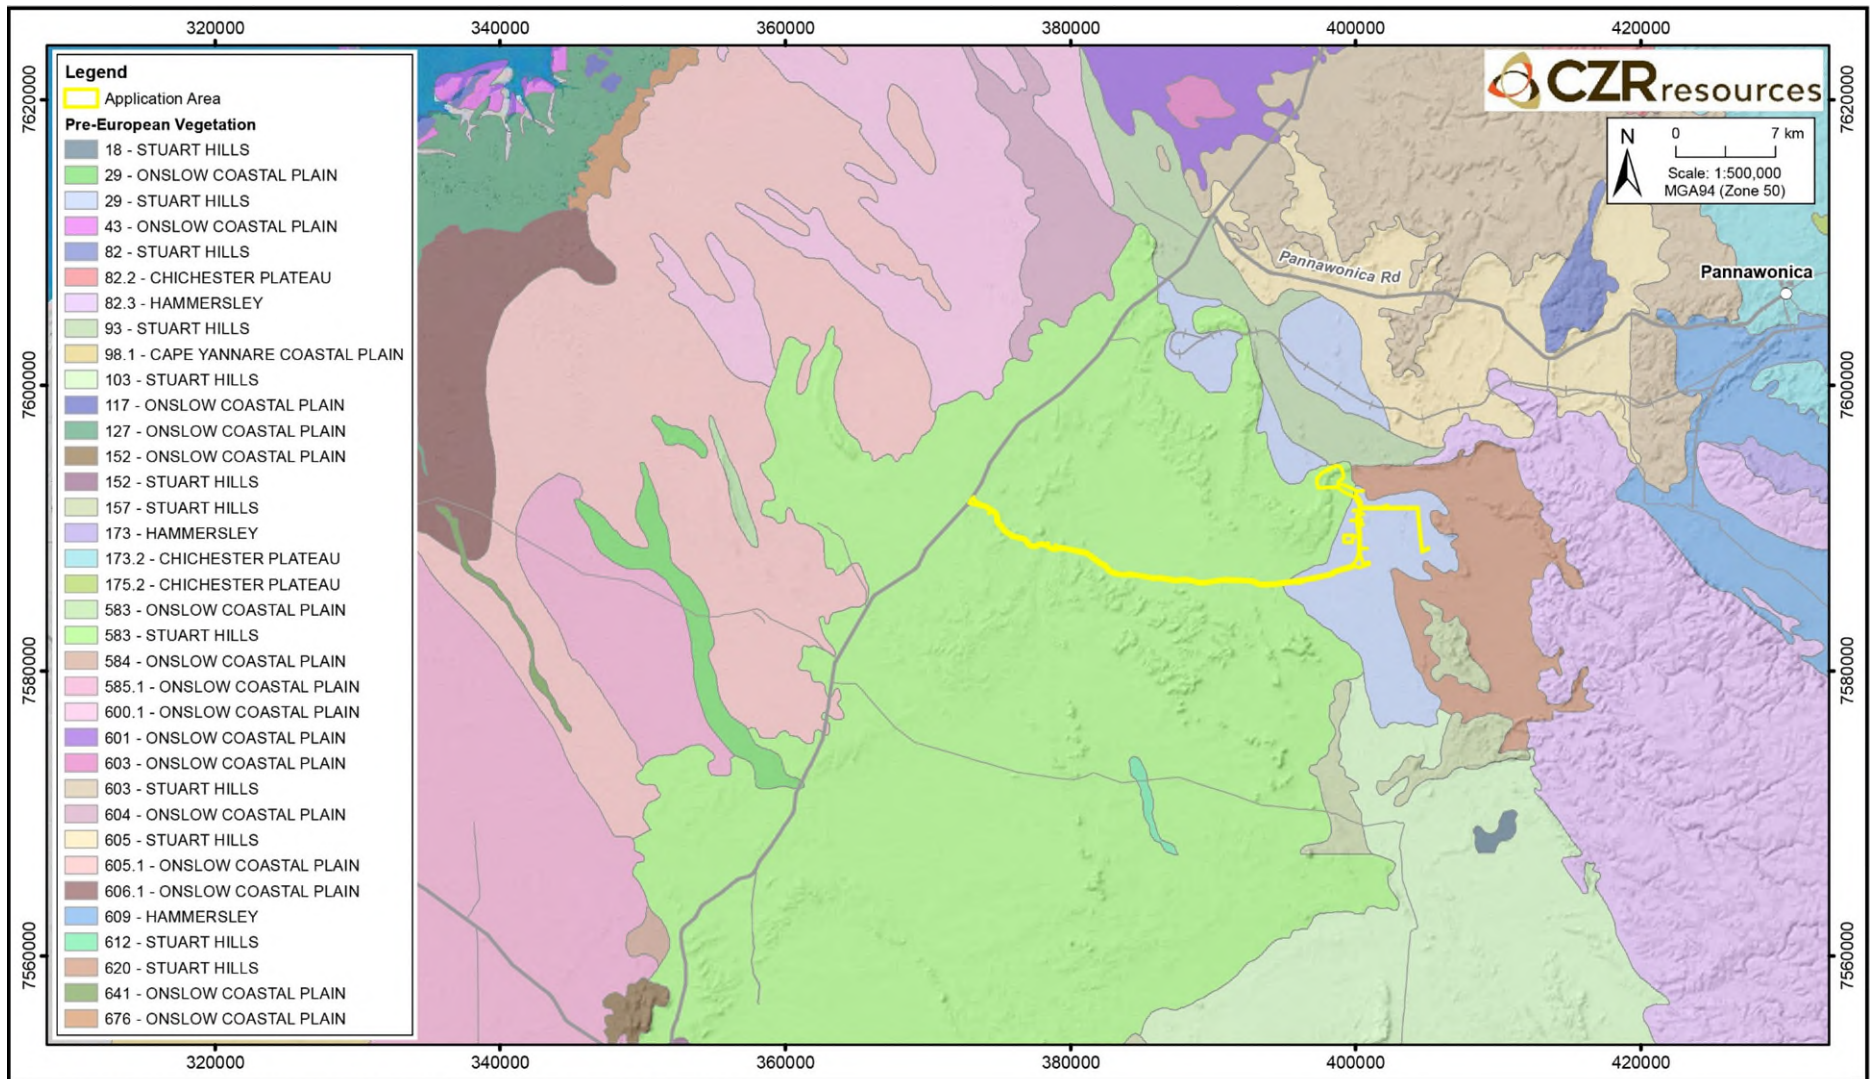 320000 340000 360000 380000 400000 420000
7620000
7600000
7580000
7560000
Legend
Application Area
Pre-European Vegetation
18 - STUART HILLS
29 - ONSLOW COASTAL PLAIN
29 - STUART HILLS
43 - ONSLOW COASTAL PLAIN
82 - STUART HILLS
82.2 - CHICHESTER PLATEAU
82.3 - HAMMERSLEY
93 - STUART HILLS
98.1 - CAPE YANNARE COASTAL PLAIN
103 - STUART HILLS
117 - ONSLOW COASTAL PLAIN
127 - ONSLOW COASTAL PLAIN
152 - ONSLOW COASTAL PLAIN
152 - STUART HILLS
157 - STUART HILLS
173 - HAMMERSLEY
173.2 - CHICHESTER PLATEAU
175.2 - CHICHESTER PLATEAU
583 - ONSLOW COASTAL PLAIN
583 - STUART HILLS
584 - ONSLOW COASTAL PLAIN
585.1 - ONSLOW COASTAL PLAIN
600.1 - ONSLOW COASTAL PLAIN
601 - ONSLOW COASTAL PLAIN
603 - ONSLOW COASTAL PLAIN
603 - STUART HILLS
604 - ONSLOW COASTAL PLAIN
605 - STUART HILLS
605.1 - ONSLOW COASTAL PLAIN
606.1 - ONSLOW COASTAL PLAIN
609 - HAMMERSLEY
612 - STUART HILLS
620 - STUART HILLS
641 - ONSLOW COASTAL PLAIN
676 - ONSLOW COASTAL PLAIN
CZR resources
N
0 7 km
Scale: 1:500,000
MGA94 (Zone 50)
Pannawonica Rd
Pannawonica
7620000
7600000
7580000
7560000
320000 340000 360000 380000 400000 420000